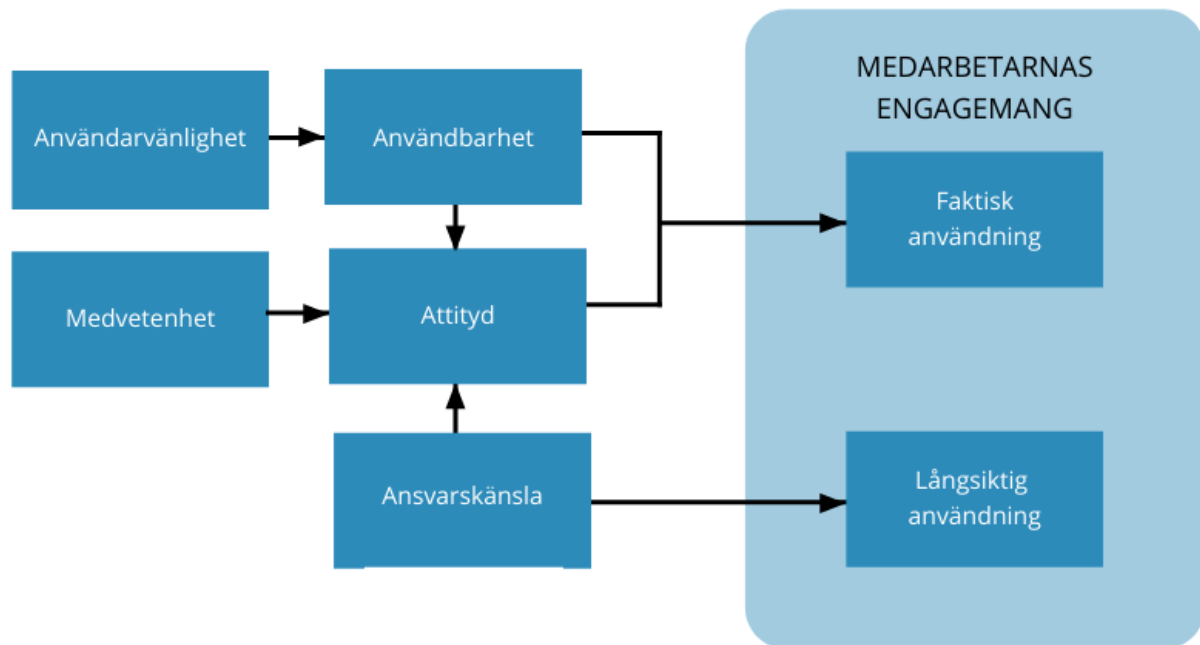 MEDARBETARNAS
ENGAGEMANG
Användarvänlighet
Användbarhet
Faktisk
användning
Medvetenhet
Attityd
Ansvarskänsla
Långsiktig
användning